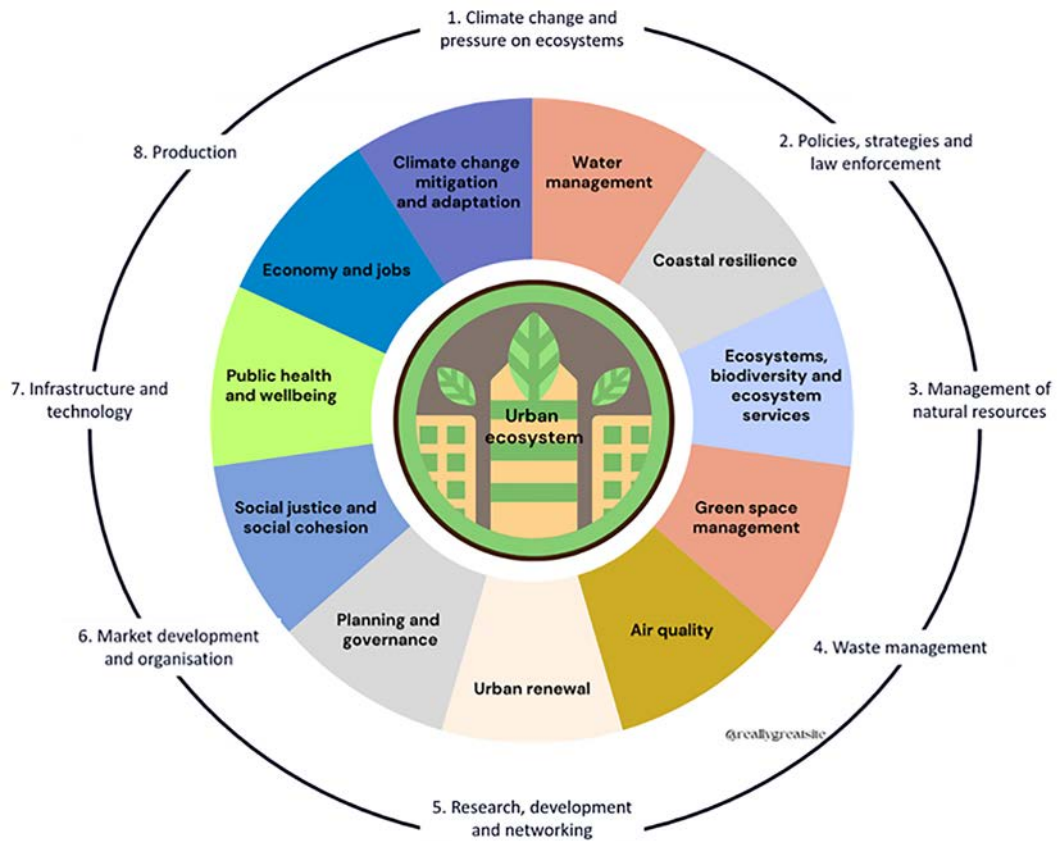 1. Climate change and
pressure on ecosystems
2. Policies, strategies and
law enforcement
3. Management of
natural resources
4. Waste management
5. Research, development
and networking
6. Market development
and organisation
7. Infrastructure and
technology
8. Production
Climate change
mitigation
and adaptation
Water
management
Coastal resilience
Ecosystems,
biodiversity and
ecosystem
services
Green space
management
Air quality
Urban renewal
Planning and
governance
Social justice and
social cohesion
Public health
and wellbeing
Economy and jobs
Urban
ecosystem
@reallygreatsite